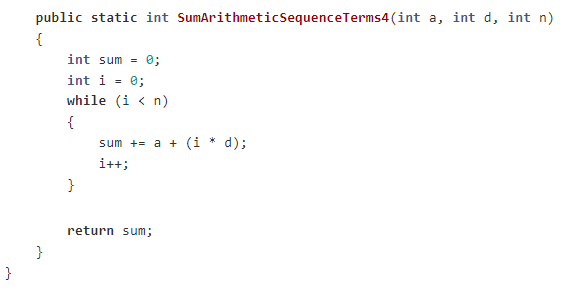 public static int SumArithmeticSequenceTerms4(int a, int d, int n)
{
int sum = 0;
int i = 0;
while (i < n)
{
sum += a + (i * d);
i++;
}
return sum;
}
}